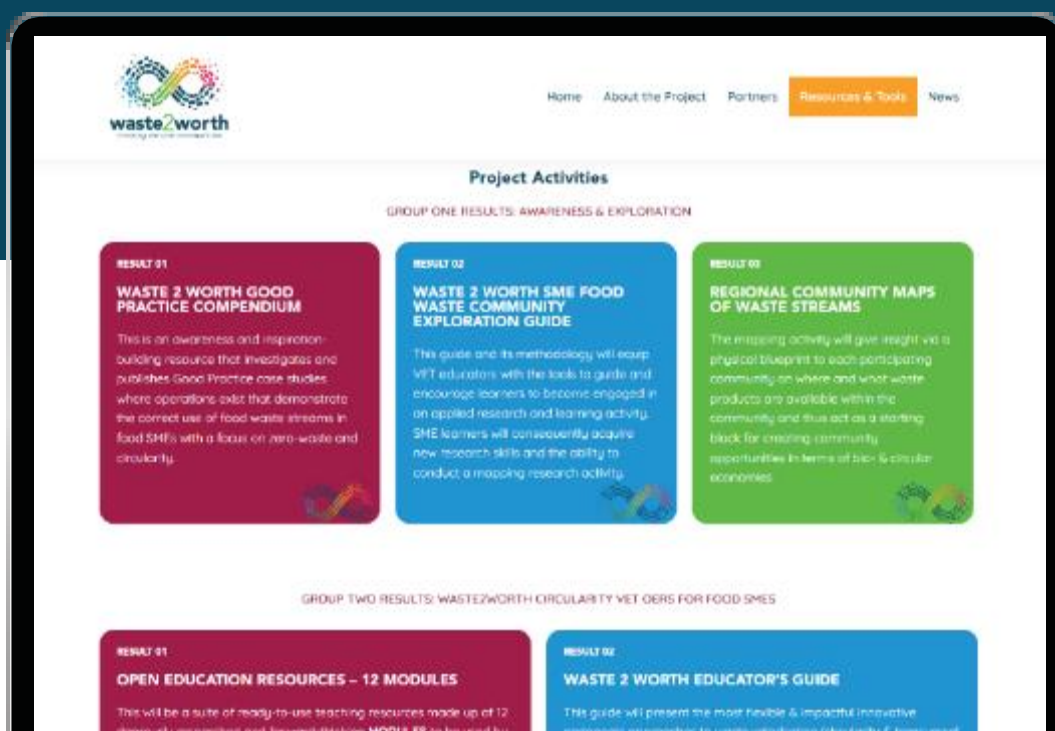 waste2worth
Home About the Project Partners Resources & Tools News
Project Activities
GROUP ONE RESULTS: AWARENESS & EXPLORATION
RESULT 01
WASTE 2 WORTH GOOD
PRACTICE COMPENDIUM
This is an awareness and inspiration-
building resource that investigates and
publishes Good Practice case studies
where operations exist that demonstrate
the correct use of food waste streams in
food SMEs with a focus on zero-waste and
circularity.
RESULT 02
WASTE 2 WORTH SME FOOD
WASTE COMMUNITY
EXPLORATION GUIDE
This guide and its methodology will equip
VET educators with the tools to guide and
encourage learners to become engaged in
an applied research and learning activity.
SME learners will consequently acquire
new research skills and the ability to
conduct a mapping research activity.
RESULT 03
REGIONAL COMMUNITY MAPS
OF WASTE STREAMS
The mapping activity will give insight via a
physical blueprint to each participating
community on where and what waste
products are available within the
community and thus act as a starting
block for creating community
opportunities in terms of bio- & circular
economies.
GROUP TWO RESULTS: WASTE2WORTH CIRCULARITY VET OERS FOR FOOD SMES
RESULT 01
OPEN EDUCATION RESOURCES – 12 MODULES
This will be a suite of ready-to-use teaching resources made up of 12
MODULES to be used by
RESULT 02
WASTE 2 WORTH EDUCATOR'S GUIDE
This guide will present the most flexible & impactful innovative